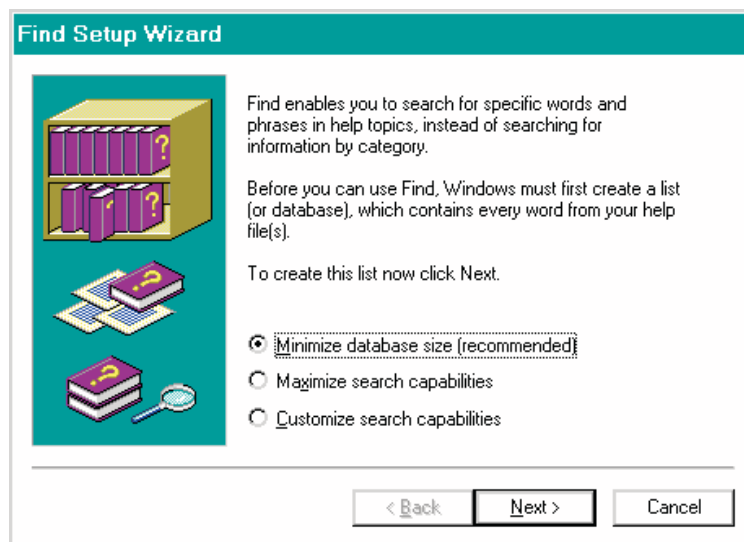 Find Setup Wizard
Find enables you to search for specific words and
phrases in help topics, instead of searching for
information by category.
Before you can use Find, Windows must first create a list
(or database), which contains every word from your help
file(s).
To create this list now click Next.
Minimize database size (recommended)
Maximize search capabilities
Customize search capabilities
< Back
Next >
Cancel